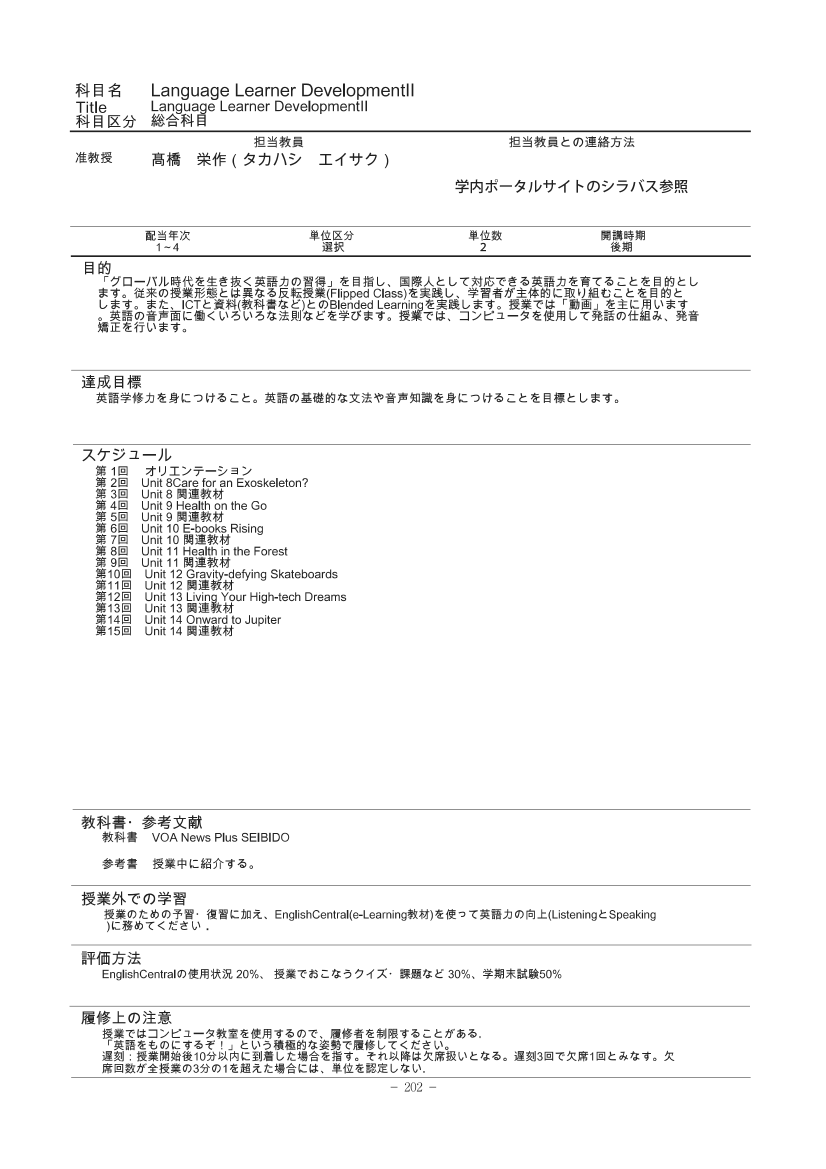 科目名 Language Learner DevelopmentII
Title Language Learner DevelopmentII
科目区分 総合科目
担当教員 担当教員との連絡方法
准教授 髙橋 栄作(タカハシ エイサク)
学内ポータルサイトのシラバス参照
配当年次 単位区分 単位数 開講時期
1~4 選択 2 後期
目的
「グローバル時代を生き抜く英語力の習得」を目指し、国際人として対応できる英語力を育てることを目的とし
ます。従来の授業形態とは異なる反転授業(Flipped Class)を実践し、学習者が主体的に取り組むことを目的と
します。また、ICTと資料(教科書など)とのBlended Learningを実践します。授業では「動画」を主に用います
。英語の音声面に働くいろいろな法則などを学びます。授業では、コンピュータを使用して発話の仕組み、発音
矯正を行います。
達成目標
英語学修力を身につけること。英語の基礎的な文法や音声知識を身につけることを目標とします。
スケジュール
第 1回 オリエンテーション
第 2回 Unit 8Care for an Exoskeleton?
第 3回 Unit 8 関連教材
第 4回 Unit 9 Health on the Go
第 5回 Unit 9 関連教材
第 6回 Unit 10 E-books Rising
第 7回 Unit 10 関連教材
第 8回 Unit 11 Health in the Forest
第 9回 Unit 11 関連教材
第10回 Unit 12 Gravity-defying Skateboards
第11回 Unit 12 関連教材
第12回 Unit 13 Living Your High-tech Dreams
第13回 Unit 13 関連教材
第14回 Unit 14 Onward to Jupiter
第15回 Unit 14 関連教材
教科書・参考文献
教科書 VOA News Plus SEIBIDO
参考書 授業中に紹介する。
授業外での学習
授業のための予習・復習に加え、EnglishCentral(e-Learning教材)を使って英語力の向上(ListeningとSpeaking
)に務めてください．
評価方法
EnglishCentralの使用状況 20%、 授業でおこなうクイズ・課題など 30%、学期末試験50%
履修上の注意
授業ではコンピュータ教室を使用するので、履修者を制限することがある.
「英語をものにするぞ！」という積極的な姿勢で履修してください。
遅刻：授業開始後10分以内に到着した場合を指す。それ以降は欠席扱いとなる。遅刻3回で欠席1回とみなす。欠
席回数が全授業の3分の1を超えた場合には、単位を認定しない.
－ 202 －